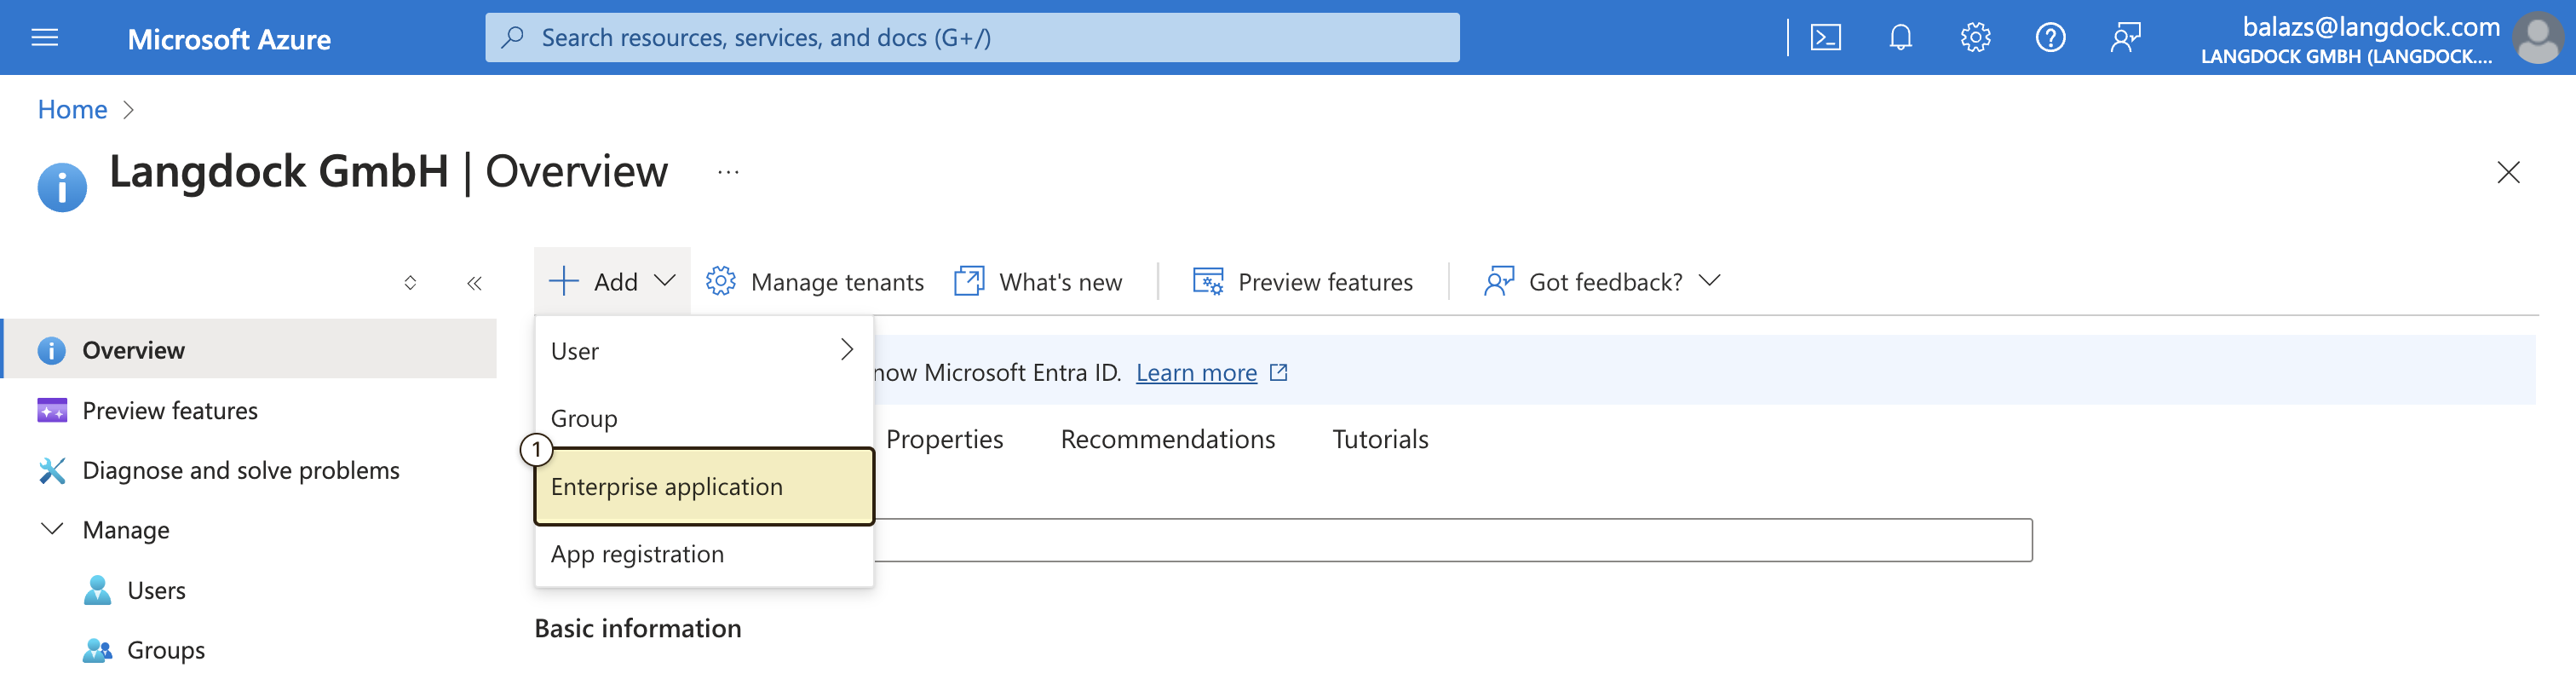 Microsoft Azure
Search resources, services, and docs (G+/)
balazs@langdock.com
LANGDOCK GMBH (LANGDOCK....
Home
Langdock GmbH | Overview ...
Add
Manage tenants
What's new
Preview features
Got feedback?
Overview
Preview features
Diagnose and solve problems
Manage
Users
Groups
User
Group
1
Enterprise application
App registration
now Microsoft Entra ID. Learn more
Properties
Recommendations
Tutorials
Basic information